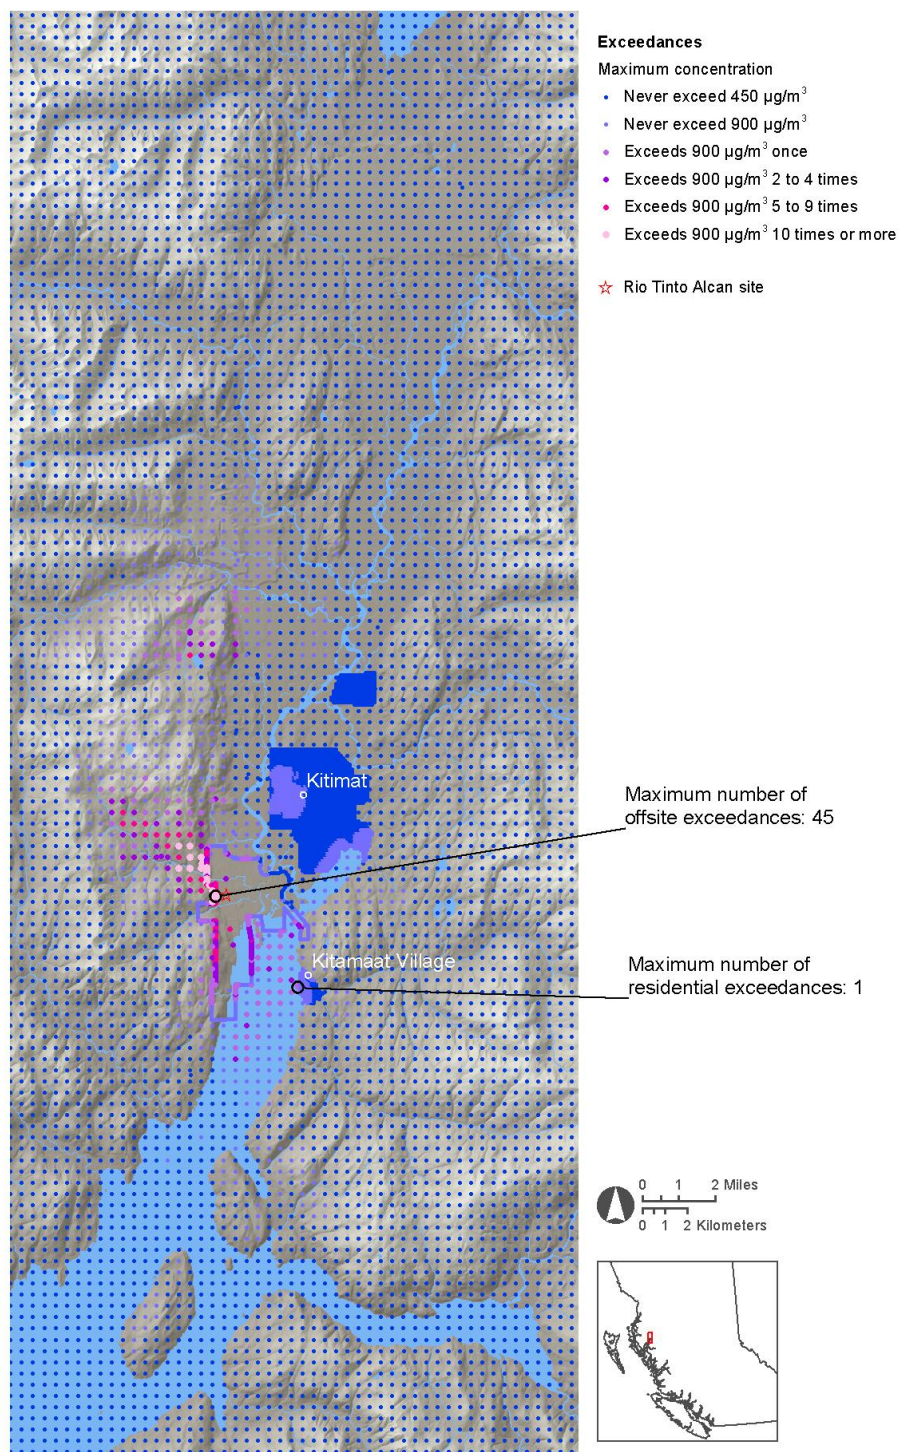 Exceedances
Maximum concentration
Never exceed 450 µg/m³
Never exceed 900 µg/m³
Exceeds 900 µg/m³ once
Exceeds 900 µg/m³ 2 to 4 times
Exceeds 900 µg/m³ 5 to 9 times
Exceeds 900 µg/m³ 10 times or more
Rio Tinto Alcan site
Kitimat
Maximum number of
offsite exceedances: 45
Kitamaat Village
Maximum number of
residential exceedances: 1
0 1 2 Miles
0 1 2 Kilometers